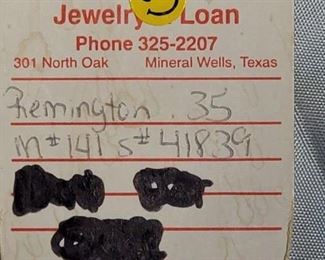 Jewelry & Loan
Phone 325-2207
301 North Oak Mineral Wells, Texas
Remington .35
m#141 s#41839